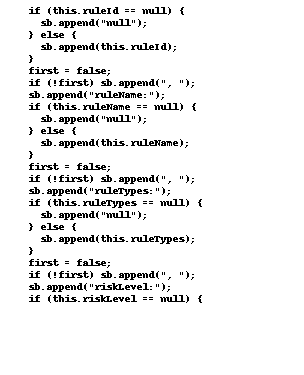 if (this.ruleId == null) {
sb.append("null");
} else {
sb.append(this.ruleId);
}
first = false;
if (!first) sb.append(", ");
sb.append("ruleName:");
if (this.ruleName == null) {
sb.append("null");
} else {
sb.append(this.ruleName);
}
first = false;
if (!first) sb.append(", ");
sb.append("ruleTypes:");
if (this.ruleTypes == null) {
sb.append("null");
} else {
sb.append(this.ruleTypes);
}
first = false;
if (!first) sb.append(", ");
sb.append("riskLevel:");
if (this.riskLevel == null) {